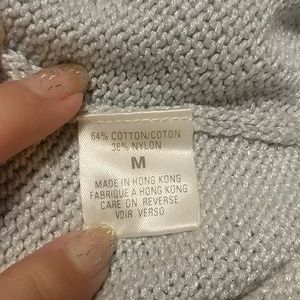 64% COTTON/COTON
36% NYLON
M
MADE IN HONG KONG
FABRIQUE A HONG KONG
CARE ON REVERSE
VOIR VERSO